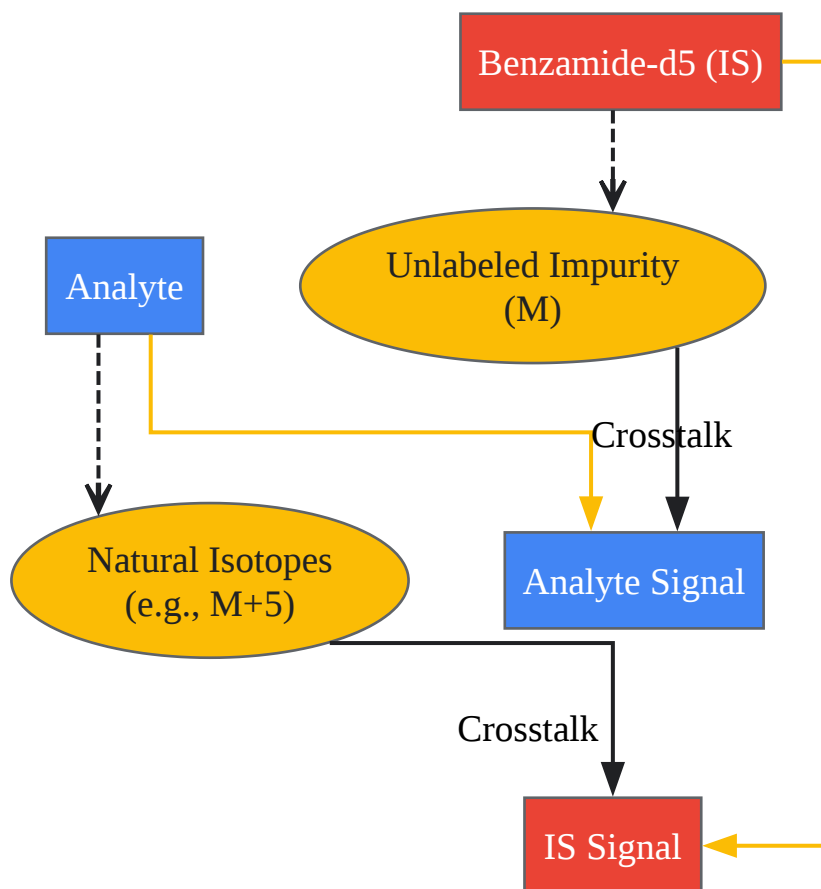 Benzamide-d5 (IS)
Unlabeled Impurity
(M)
Analyte
Crosstalk
Natural Isotopes
(e.g., M+5)
Analyte Signal
Crosstalk
IS Signal